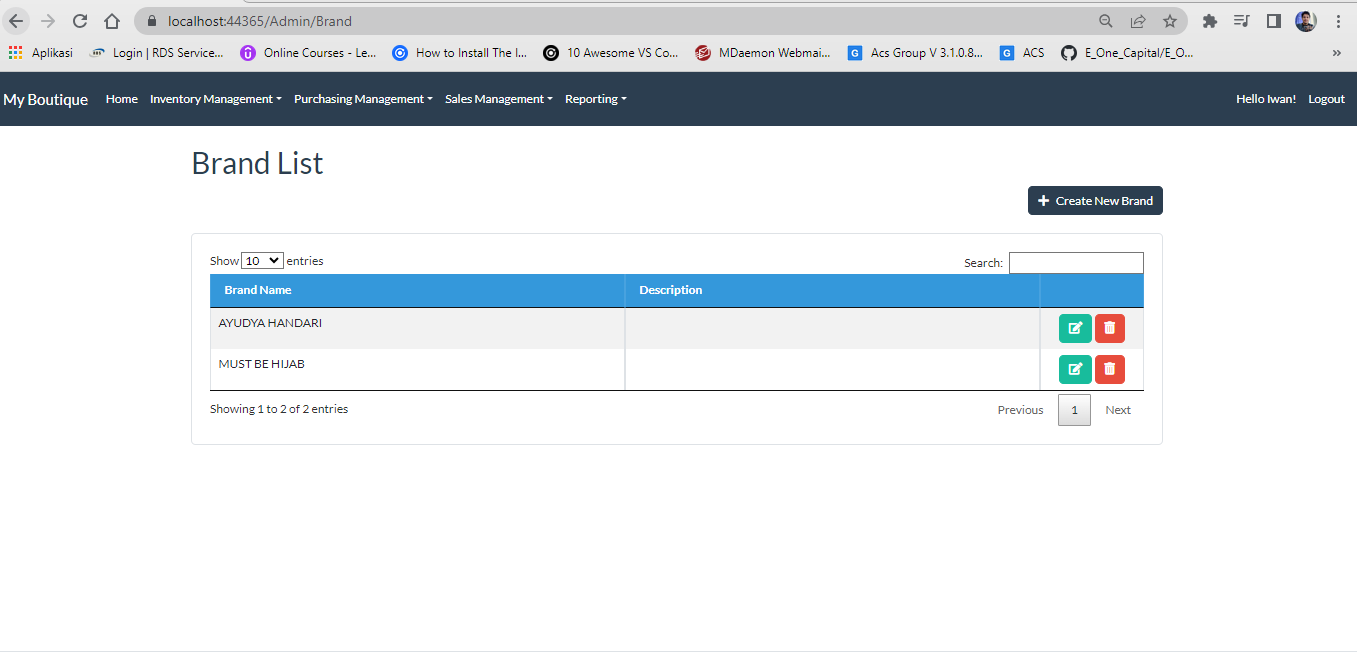 localhost:44365/Admin/Brand
Aplikasi Login | RDS Service... Online Courses - Le... How to Install The I... 10 Awesome VS Co... MDaemon Webmai... Acs Group V 3.1.0.8... ACS E_One_Capital/E_O... »
My Boutique Home Inventory Management Purchasing Management Sales Management Reporting Hello Iwan! Logout
Brand List
+ Create New Brand
Show 10 entries Search:
Brand Name Description
AYUDYA HANDARI
MUST BE HIJAB
Showing 1 to 2 of 2 entries Previous 1 Next